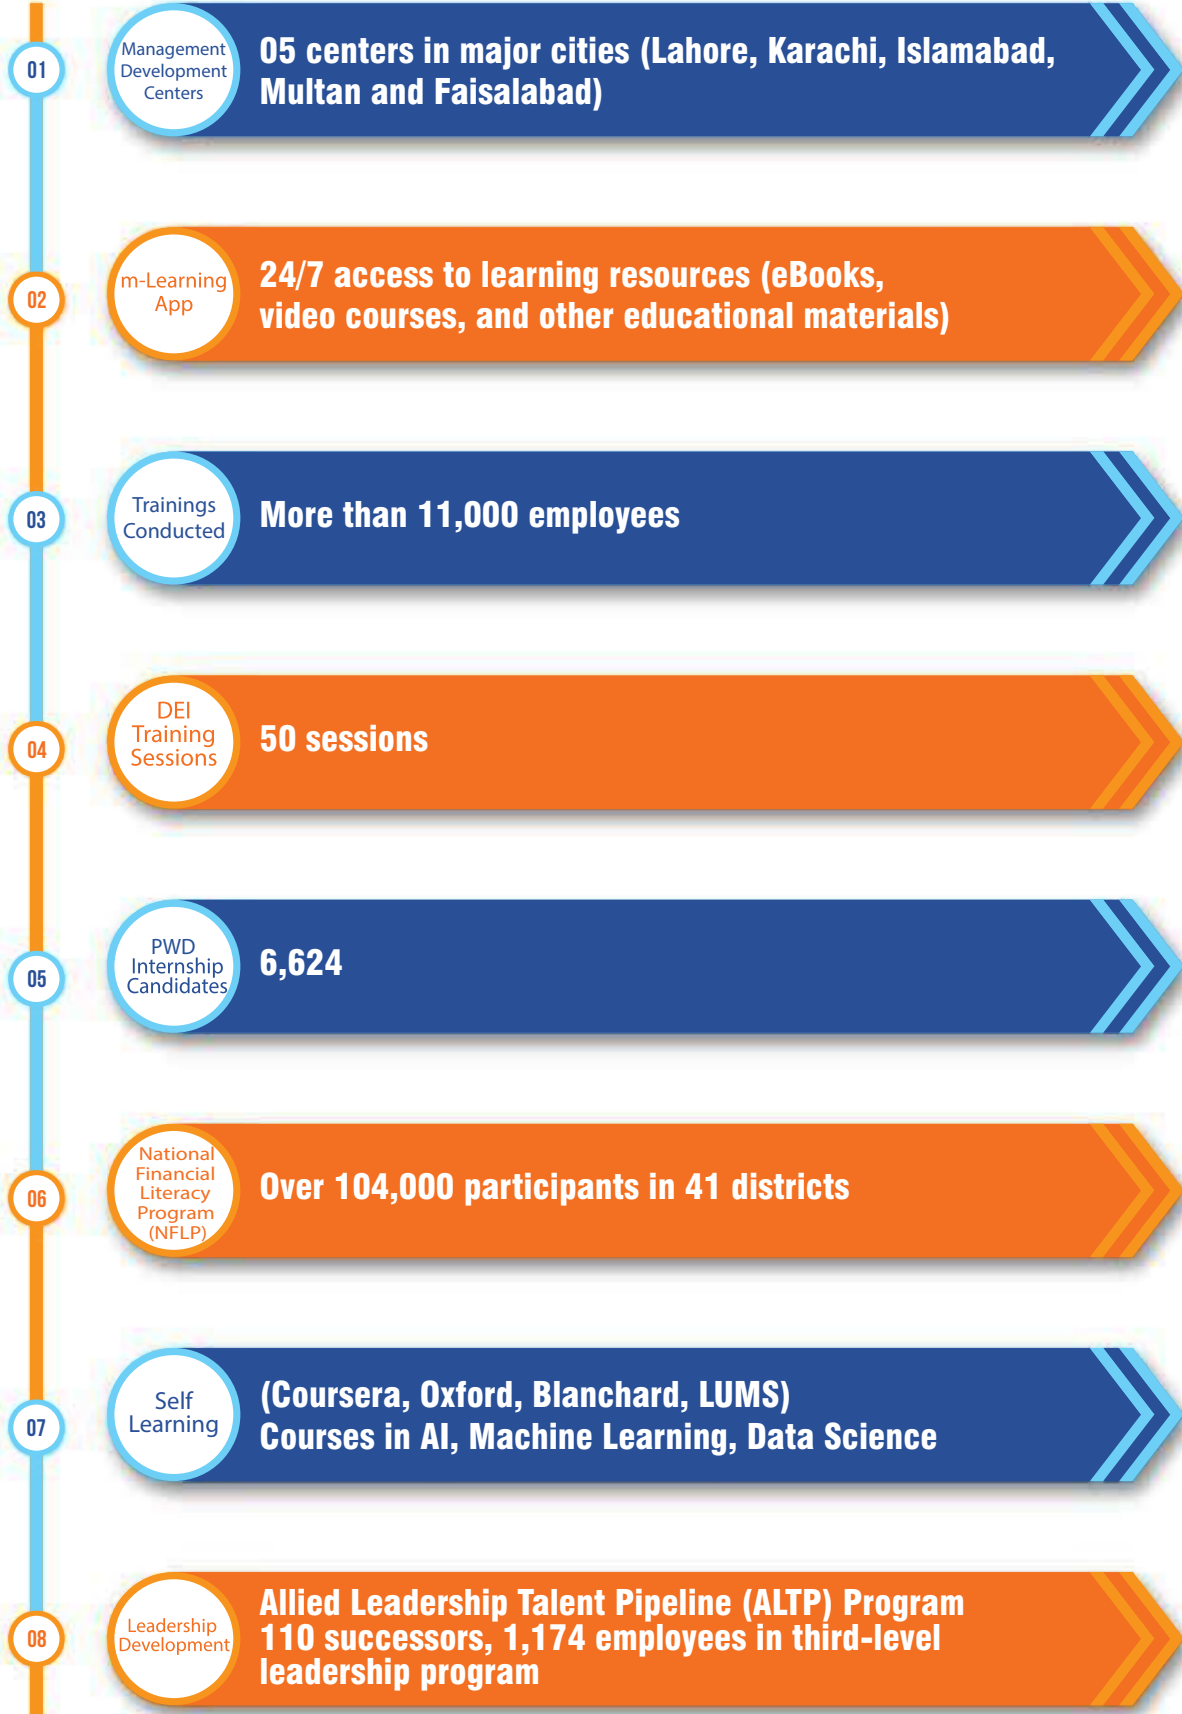 01
Management
Development
Centers
05 centers in major cities (Lahore, Karachi, Islamabad,
Multan and Faisalabad)
02
m-Learning
App
24/7 access to learning resources (eBooks,
video courses, and other educational materials)
03
Trainings
Conducted
More than 11,000 employees
04
DEI
Training
Sessions
50 sessions
05
PWD
Internship
Candidates
6,624
06
National
Financial
Literacy
Program
(NFLP)
Over 104,000 participants in 41 districts
07
Self
Learning
(Coursera, Oxford, Blanchard, LUMS)
Courses in AI, Machine Learning, Data Science
08
Leadership
Development
Allied Leadership Talent Pipeline (ALTP) Program
110 successors, 1,174 employees in third-level
leadership program